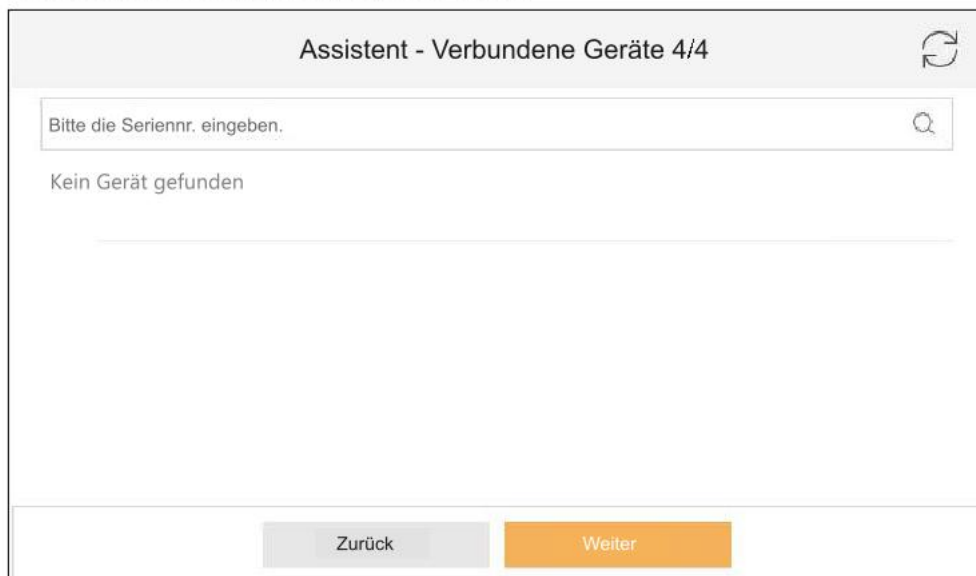 Assistent - Verbundene Geräte 4/4
Bitte die Seriennr. eingeben.
Kein Gerät gefunden
Zurück
Weiter